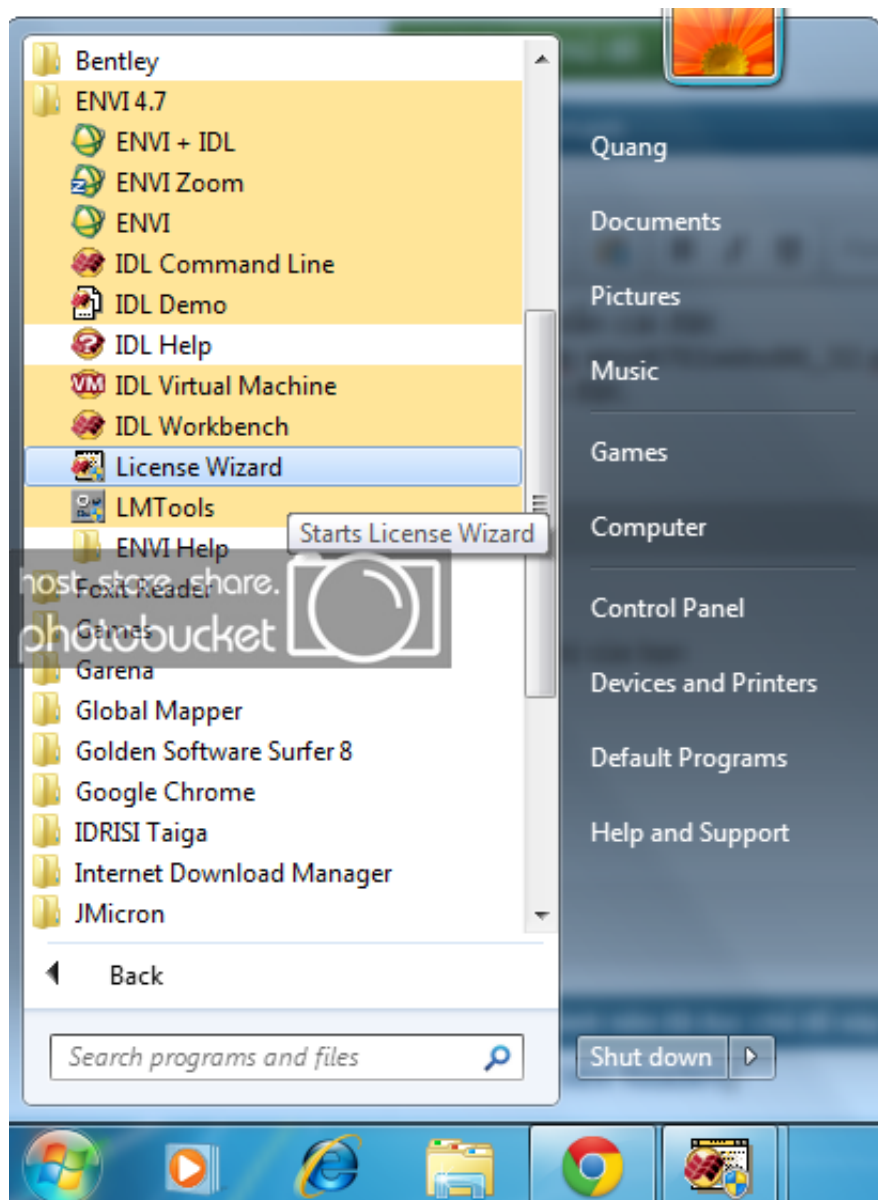 Bentley
ENVI 4.7
ENVI + IDL
ENVI Zoom
ENVI
IDL Command Line
IDL Demo
IDL Help
IDL Virtual Machine
IDL Workbench
License Wizard
LMTools
Starts License Wizard
ENVI Help
Foxit Reader
host. store. share.
Games
photobucket
Garena
Global Mapper
Golden Software Surfer 8
Google Chrome
IDRISI Taiga
Internet Download Manager
JMicron
Back
Search programs and files
Quang
Documents
Pictures
Music
Games
Computer
Control Panel
Devices and Printers
Default Programs
Help and Support
Shut down